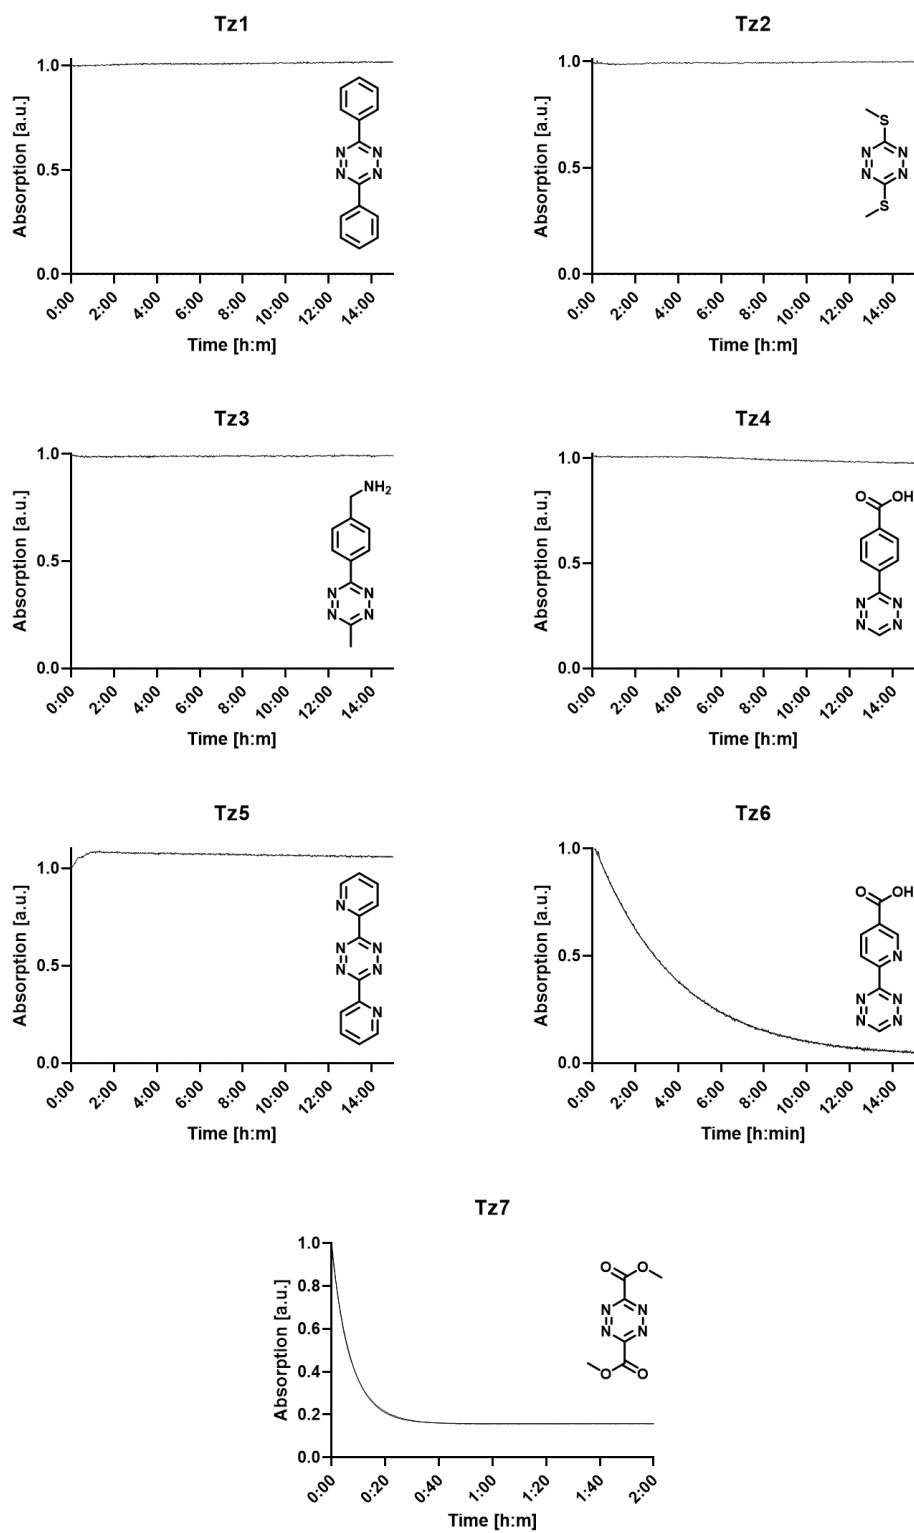 Tz1
Absorption [a.u.]
1.0
0.5
0.0
0:00 2:00 4:00 6:00 8:00 10:00 12:00 14:00
Time [h:m]
N N
N N
Tz2
Absorption [a.u.]
1.0
0.5
0.0
0:00 2:00 4:00 6:00 8:00 10:00 12:00 14:00
Time [h:m]
S
N N
N N
S
Tz3
Absorption [a.u.]
1.0
0.5
0.0
0:00 2:00 4:00 6:00 8:00 10:00 12:00 14:00
Time [h:m]
NH2
N N
N N
Tz4
Absorption [a.u.]
1.0
0.5
0.0
0:00 2:00 4:00 6:00 8:00 10:00 12:00 14:00
Time [h:m]
O OH
N N
N N
Tz5
Absorption [a.u.]
1.0
0.5
0.0
0:00 2:00 4:00 6:00 8:00 10:00 12:00 14:00
Time [h:m]
N
N N
N N
N
Tz6
Absorption [a.u.]
1.0
0.5
0.0
0:00 2:00 4:00 6:00 8:00 10:00 12:00 14:00
Time [h:min]
O OH
N
N N
N N
Tz7
Absorption [a.u.]
1.0
0.8
0.6
0.4
0.2
0.0
0:00 0:20 0:40 1:00 1:20 1:40 2:00
Time [h:m]
O O
N N
N N
O O